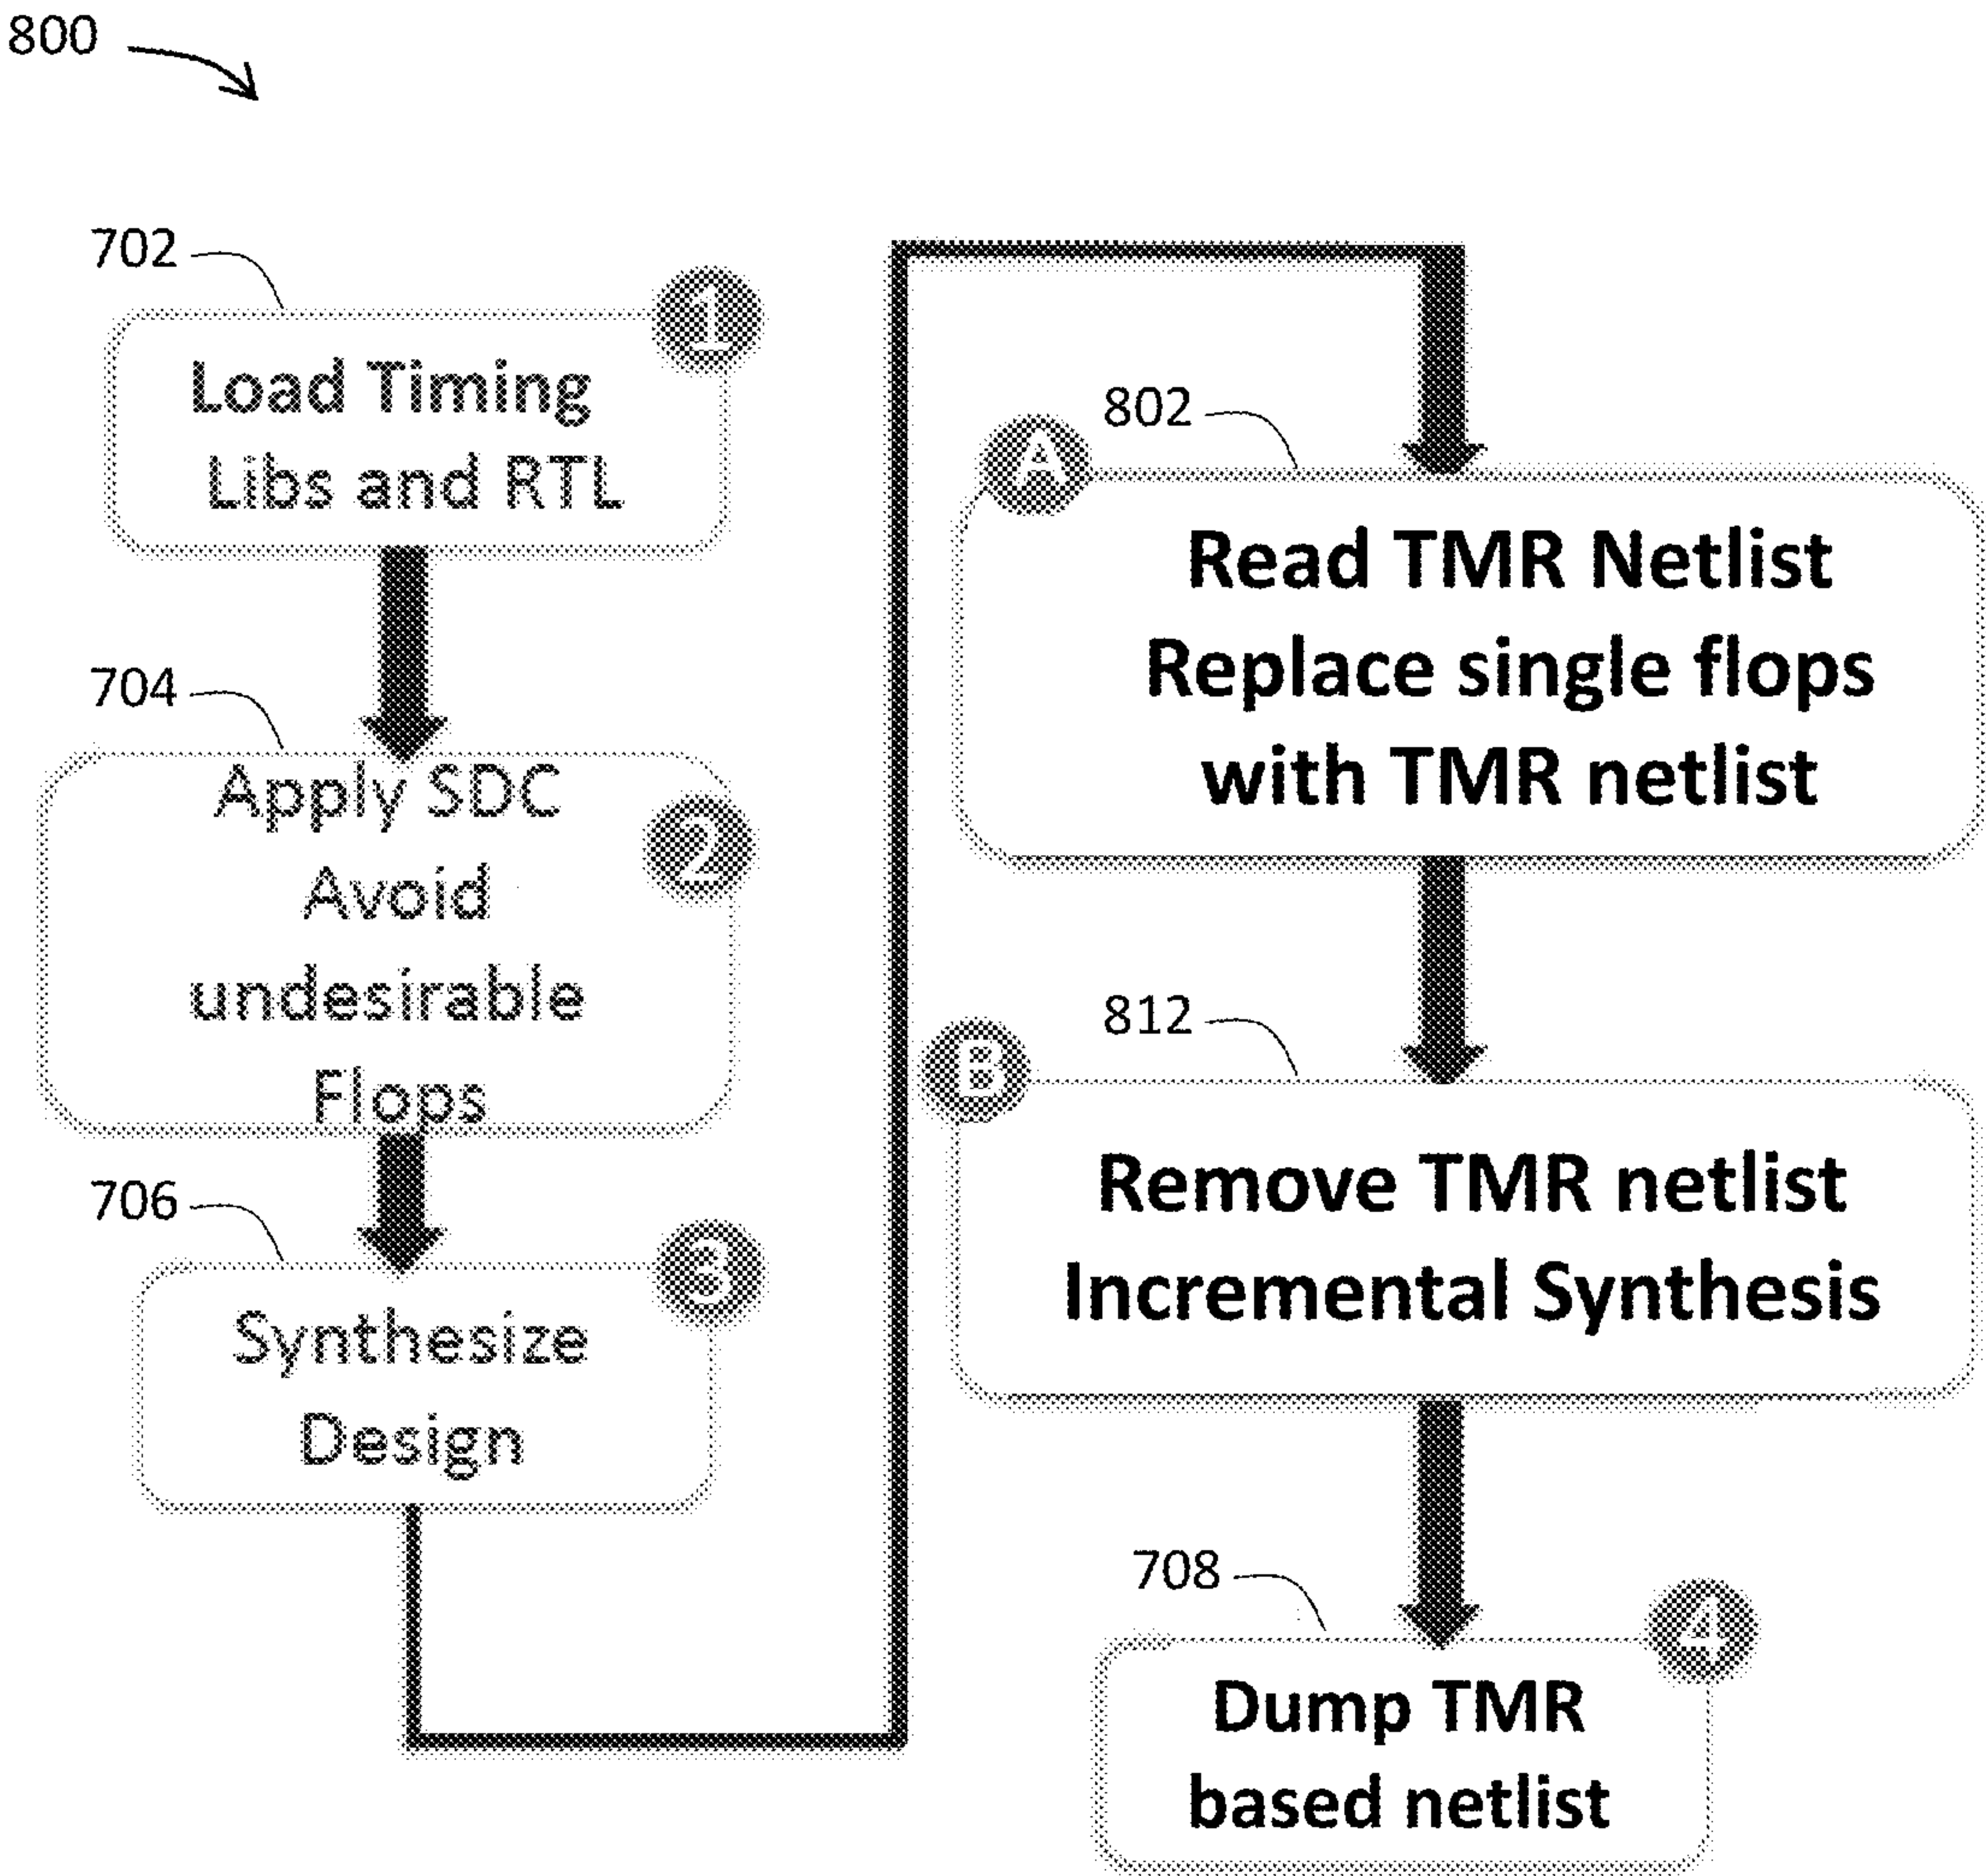 800
702
1
Load Timing
Libs and RTL
704
2
Apply SDC
Avoid
undesirable
Flops
706
3
Synthesize
Design
802
A
Read TMR Netlist
Replace single flops
with TMR netlist
812
B
Remove TMR netlist
Incremental Synthesis
708
4
Dump TMR
based netlist